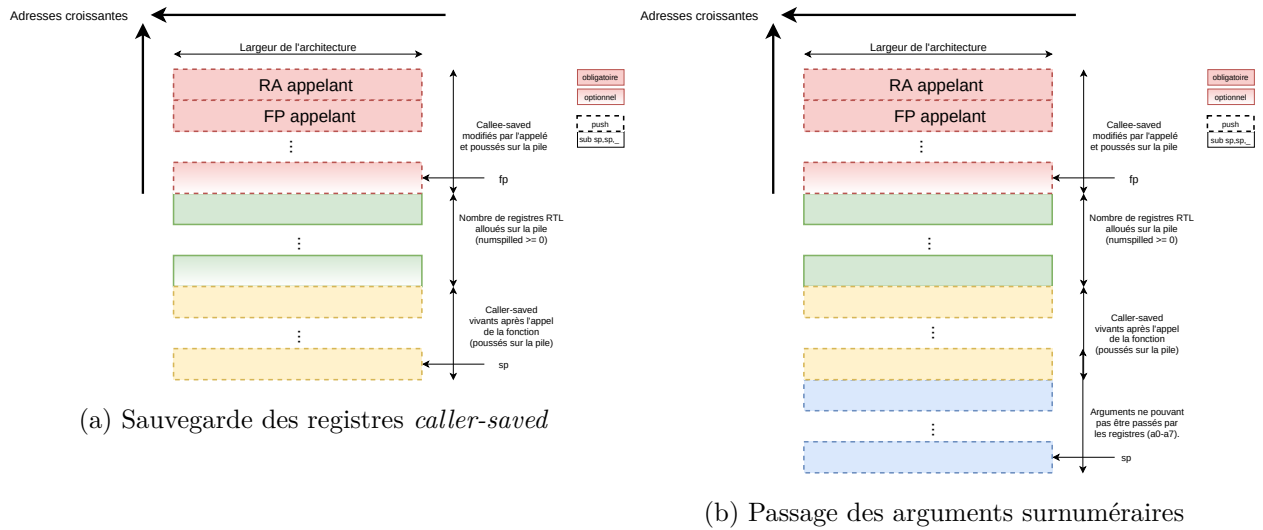 Adresses croissantes
Largeur de l'architecture
RA appelant
FP appelant
...
Callee-saved
modifiés par l'appelé
et poussés sur la pile
fp
Nombre de registres RTL
alloués sur la pile
(numspilled >= 0)
...
Caller-saved
vivants après l'appel
de la fonction
(poussés sur la pile)
...
sp
obligatoire
optionnel
push
sub sp,sp,_
(a) Sauvegarde des registres caller-saved
Adresses croissantes
Largeur de l'architecture
RA appelant
FP appelant
...
Callee-saved
modifiés par l'appelé
et poussés sur la pile
fp
Nombre de registres RTL
alloués sur la pile
(numspilled >= 0)
...
Caller-saved
vivants après l'appel
de la fonction
(poussés sur la pile)
...
Arguments ne pouvant
pas être passés par
les registres (a0-a7).
...
sp
obligatoire
optionnel
push
sub sp,sp,_
(b) Passage des arguments surnuméraires